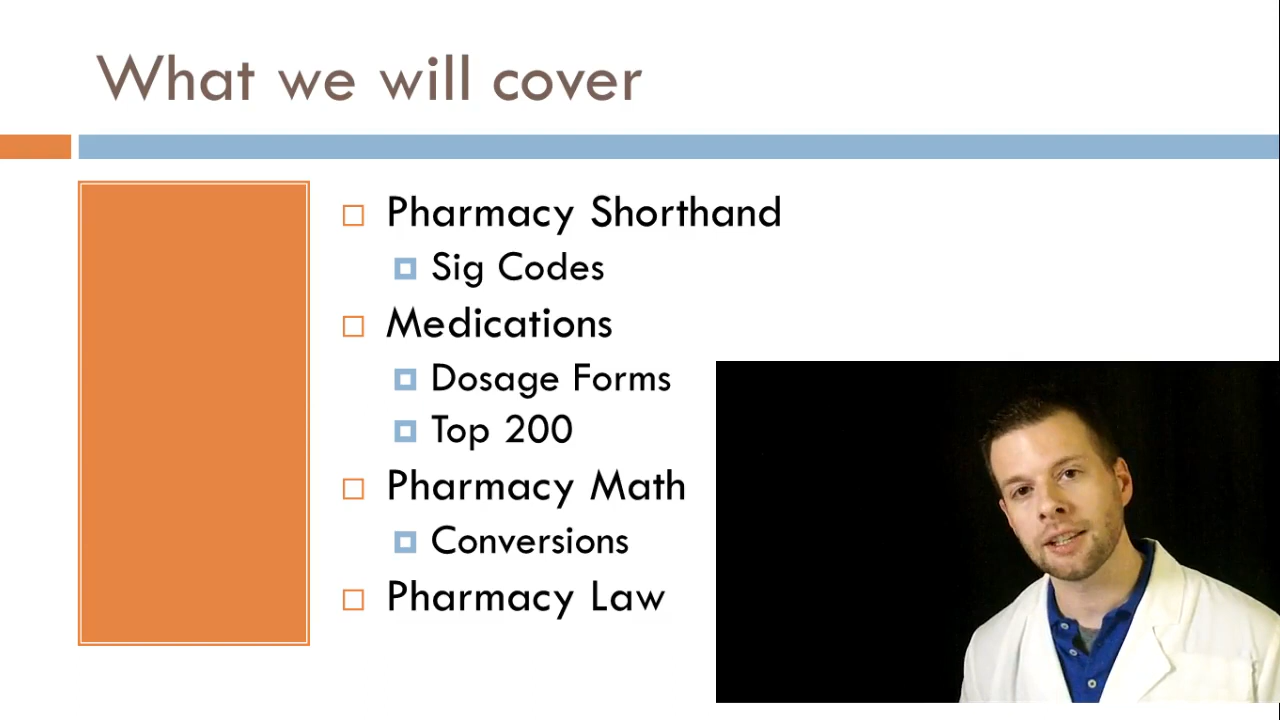 What we will cover
Pharmacy Shorthand
Sig Codes
Medications
Dosage Forms
Top 200
Pharmacy Math
Conversions
Pharmacy Law